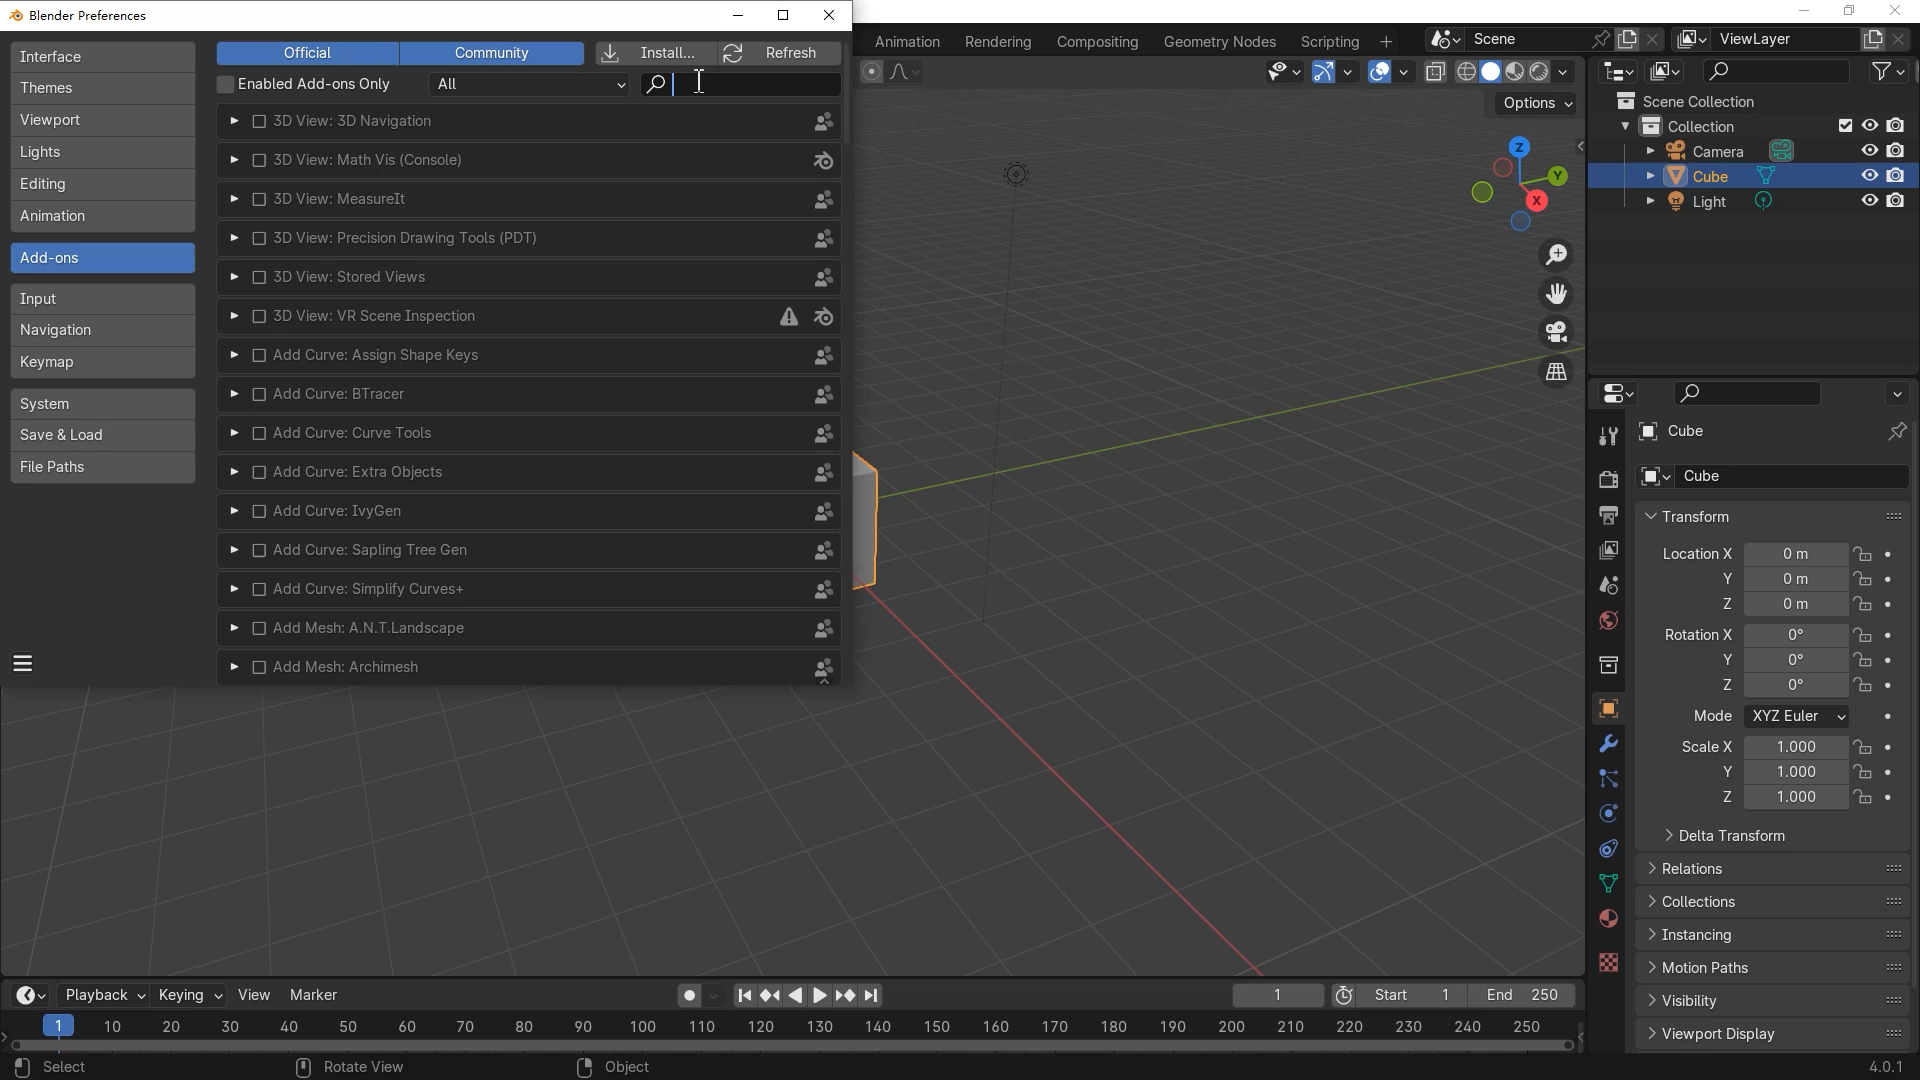 Blender Preferences
Interface
Themes
Viewport
Lights
Editing
Animation
Add-ons
Input
Navigation
Keymap
System
Save & Load
File Paths
Official
Community
Install...
Refresh
Enabled Add-ons Only
All
3D View: 3D Navigation
3D View: Math Vis (Console)
3D View: MeasureIt
3D View: Precision Drawing Tools (PDT)
3D View: Stored Views
3D View: VR Scene Inspection
Add Curve: Assign Shape Keys
Add Curve: BTracer
Add Curve: Curve Tools
Add Curve: Extra Objects
Add Curve: IvyGen
Add Curve: Sapling Tree Gen
Add Curve: Simplify Curves+
Add Mesh: A.N.T.Landscape
Add Mesh: Archimesh
Animation
Rendering
Compositing
Geometry Nodes
Scripting
Scene
ViewLayer
Options
Z
Y
X
Scene Collection
Collection
Camera
Cube
Light
Cube
Cube
Transform
Location X 0 m
Y 0 m
Z 0 m
Rotation X 0°
Y 0°
Z 0°
Mode XYZ Euler
Scale X 1.000
Y 1.000
Z 1.000
Delta Transform
Relations
Collections
Instancing
Motion Paths
Visibility
Viewport Display
Playback Keying View Marker
1
Start 1
End 250
1 10 20 30 40 50 60 70 80 90 100 110 120 130 140 150 160 170 180 190 200 210 220 230 240 250
Select
Rotate View
Object
4.0.1